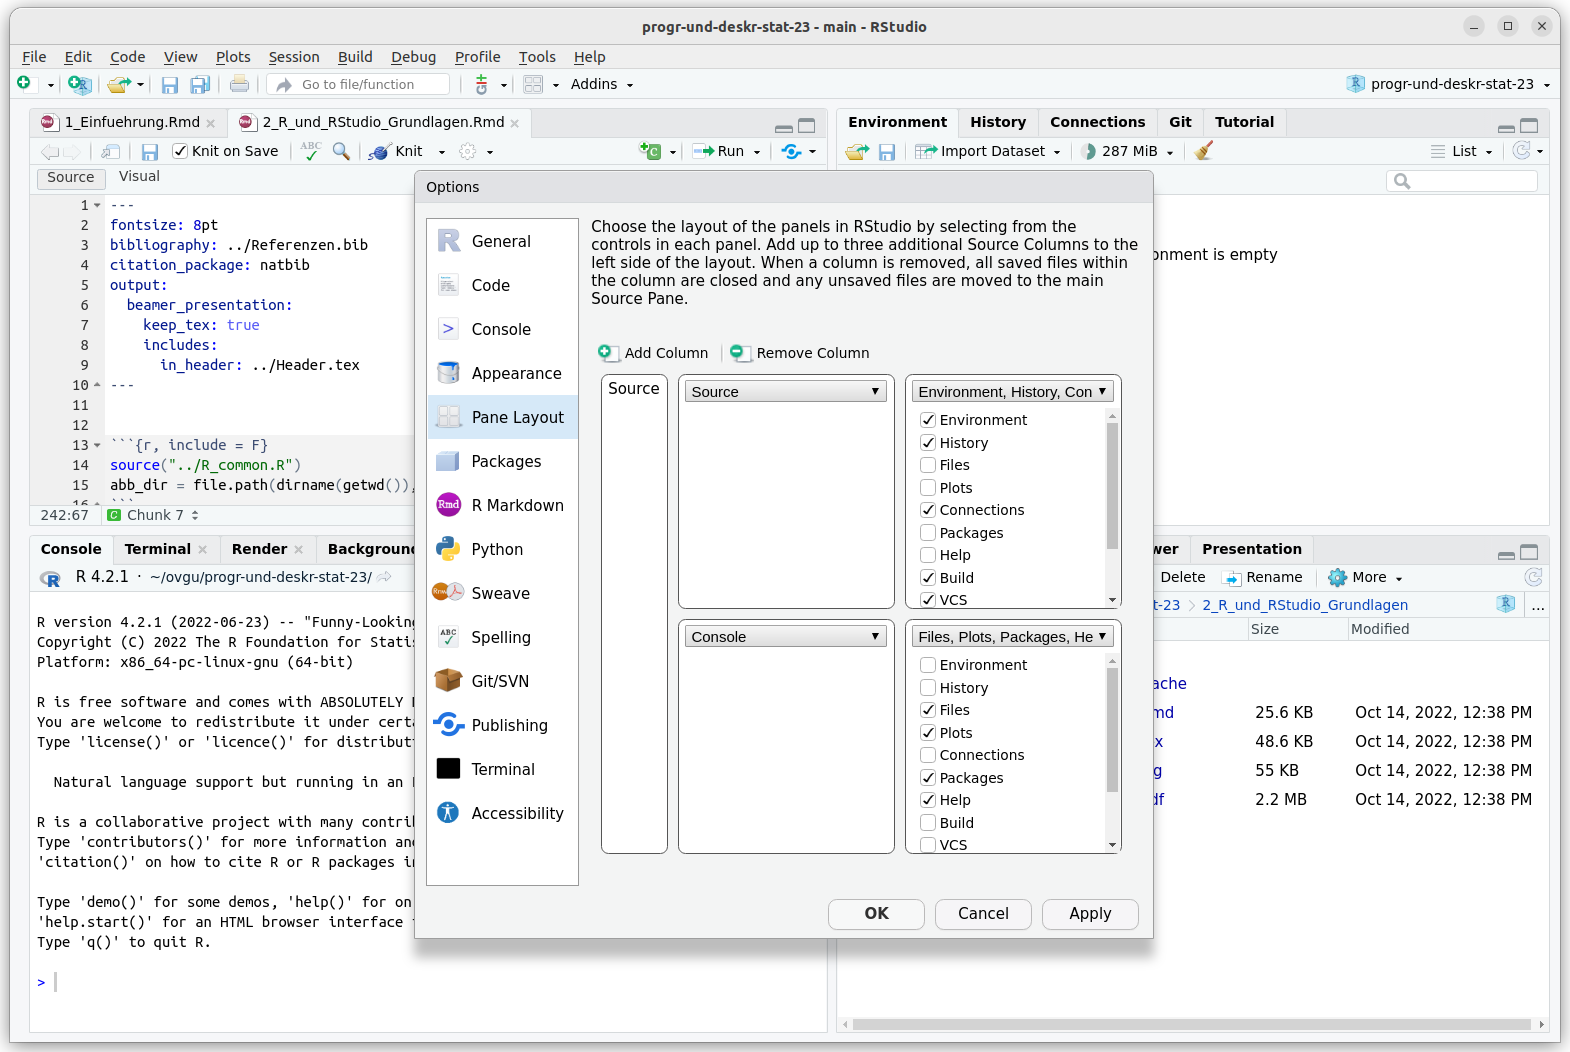 progr-und-deskr-stat-23 - main - RStudio
File Edit Code View Plots Session Build Debug Profile Tools Help
Go to file/function
Addins
progr-und-deskr-stat-23
1_Einfuehrung.Rmd
2_R_und_RStudio_Grundlagen.Rmd
Knit on Save
ABC
Knit
Run
Source
Visual
1 ---
2 fontsize: 8pt
3 bibliography: ../Referenzen.bib
4 citation_package: natbib
5 output:
6 beamer_presentation:
7 keep_tex: true
8 includes:
9 in_header: ../Header.tex
10 ---
11
12
13 ```{r, include = F}
14 source("../R_common.R")
15 abb_dir = file.path(dirname(getwd()),
16 ```
242:67
Chunk 7
Environment History Connections Git Tutorial
Import Dataset
287 MiB
List
onment is empty
Console Terminal Render Backgroun
R 4.2.1 · ~/ovgu/progr-und-deskr-stat-23/
R version 4.2.1 (2022-06-23) -- "Funny-Looking
Copyright (C) 2022 The R Foundation for Statis
Platform: x86_64-pc-linux-gnu (64-bit)
R is free software and comes with ABSOLUTELY
You are welcome to redistribute it under certa
Type 'license()' or 'licence()' for distributi
Natural language support but running in an
R is a collaborative project with many contrib
Type 'contributors()' for more information and
'citation()' on how to cite R or R packages in
Type 'demo()' for some demos, 'help()' for on
'help.start()' for an HTML browser interface
Type 'q()' to quit R.
>
Options
General
Code
Console
Appearance
Pane Layout
Packages
Rmd R Markdown
Python
Rnw Sweave
ABC Spelling
Git/SVN
Publishing
Terminal
Accessibility
Choose the layout of the panels in RStudio by selecting from the
controls in each panel. Add up to three additional Source Columns to the
left side of the layout. When a column is removed, all saved files within
the column are closed and any unsaved files are moved to the main
Source Pane.
Add Column
Remove Column
Source
Source
Environment, History, Con
Environment
History
Files
Plots
Connections
Packages
Help
Build
VCS
Console
Files, Plots, Packages, He
Environment
History
Files
Plots
Connections
Packages
Help
Build
VCS
OK
Cancel
Apply
wer
Presentation
Delete
Rename
More
t-23
2_R_und_RStudio_Grundlagen
...
Size
Modified
ache
md 25.6 KB Oct 14, 2022, 12:38 PM
x 48.6 KB Oct 14, 2022, 12:38 PM
g 55 KB Oct 14, 2022, 12:38 PM
df 2.2 MB Oct 14, 2022, 12:38 PM